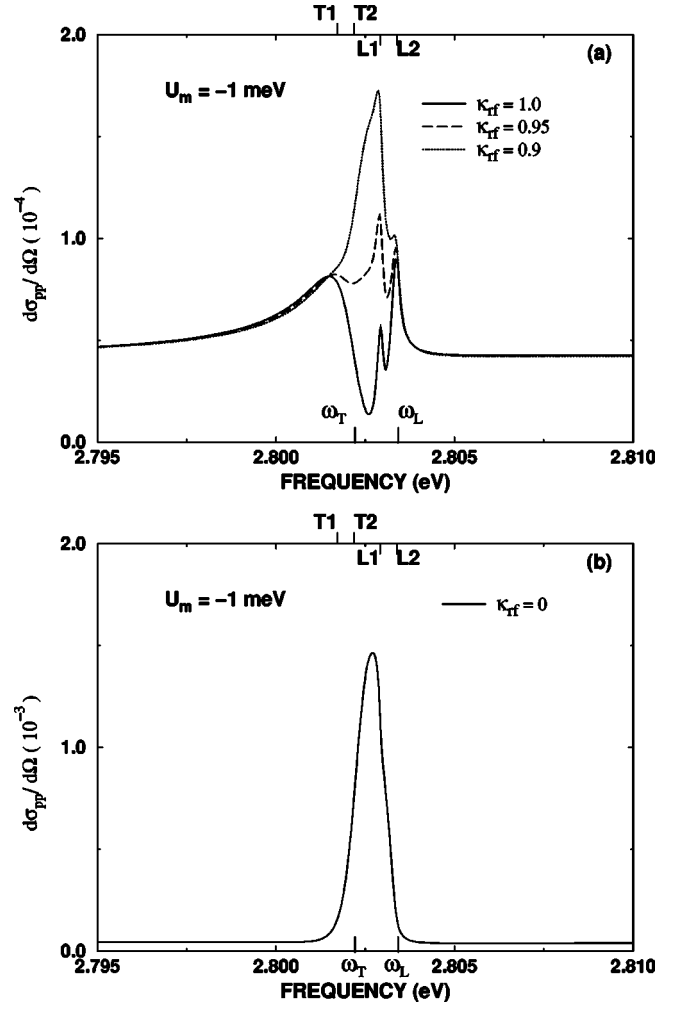 T1 T2
2.0
L1 L2
(a)
Uₘ = −1 meV
κ_rf = 1.0
κ_rf = 0.95
κ_rf = 0.9
dσ_pp/dΩ (10⁻⁴)
1.0
ω_T ω_L
0.0
2.795 2.800 2.805 2.810
FREQUENCY (eV)
T1 T2
2.0
L1 L2
(b)
Uₘ = −1 meV
κ_rf = 0
dσ_pp/dΩ (10⁻³)
1.0
0.0
2.795 2.800 ω_T ω_L 2.805 2.810
FREQUENCY (eV)